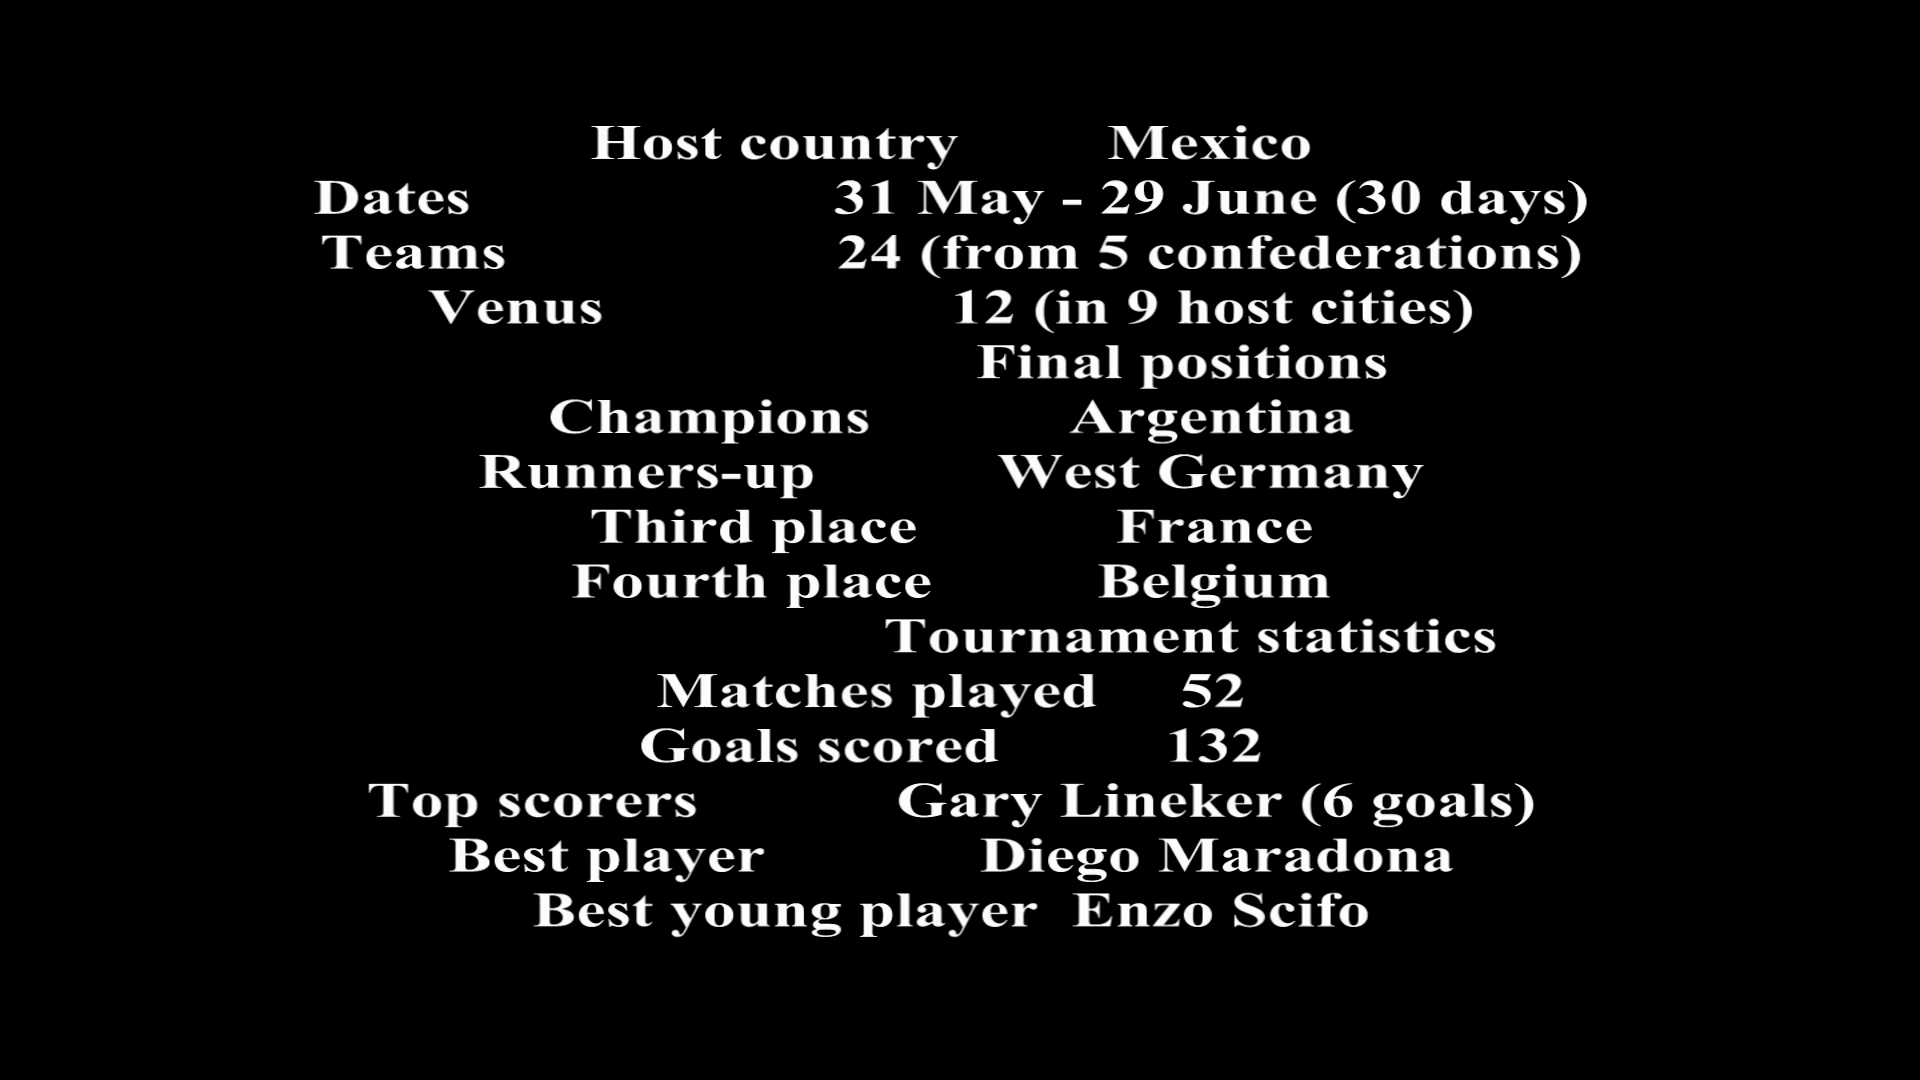 Host country Mexico
Dates 31 May - 29 June (30 days)
Teams 24 (from 5 confederations)
Venus 12 (in 9 host cities)
Final positions
Champions Argentina
Runners-up West Germany
Third place France
Fourth place Belgium
Tournament statistics
Matches played 52
Goals scored 132
Top scorers Gary Lineker (6 goals)
Best player Diego Maradona
Best young player Enzo Scifo